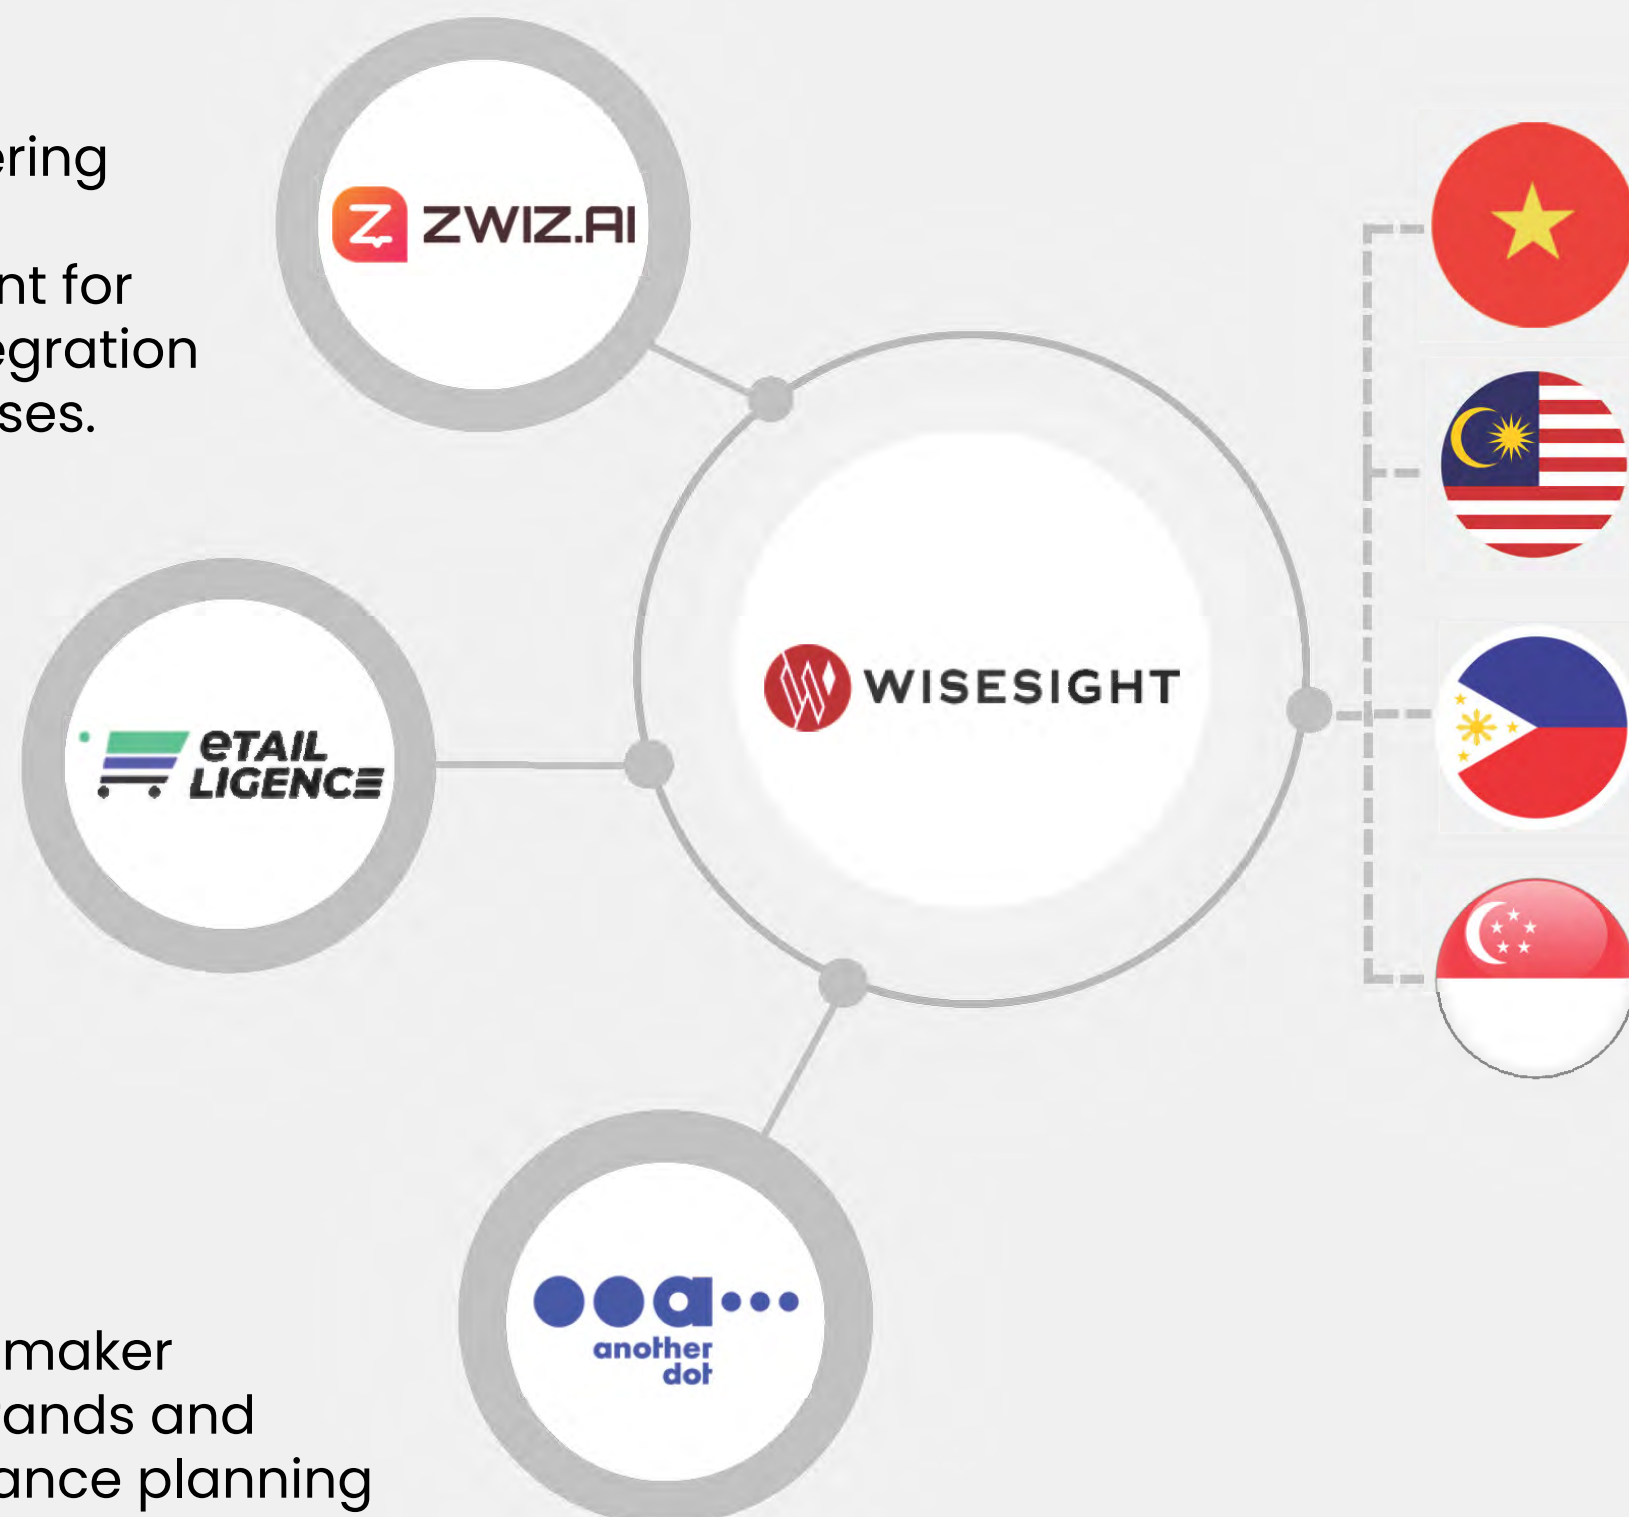 ering
nt for
egration
ses.
Z ZWIZ.AI
WISESIGHT
eTAIL
LIGENCE
a
another
dot
maker
ands and
ance planning